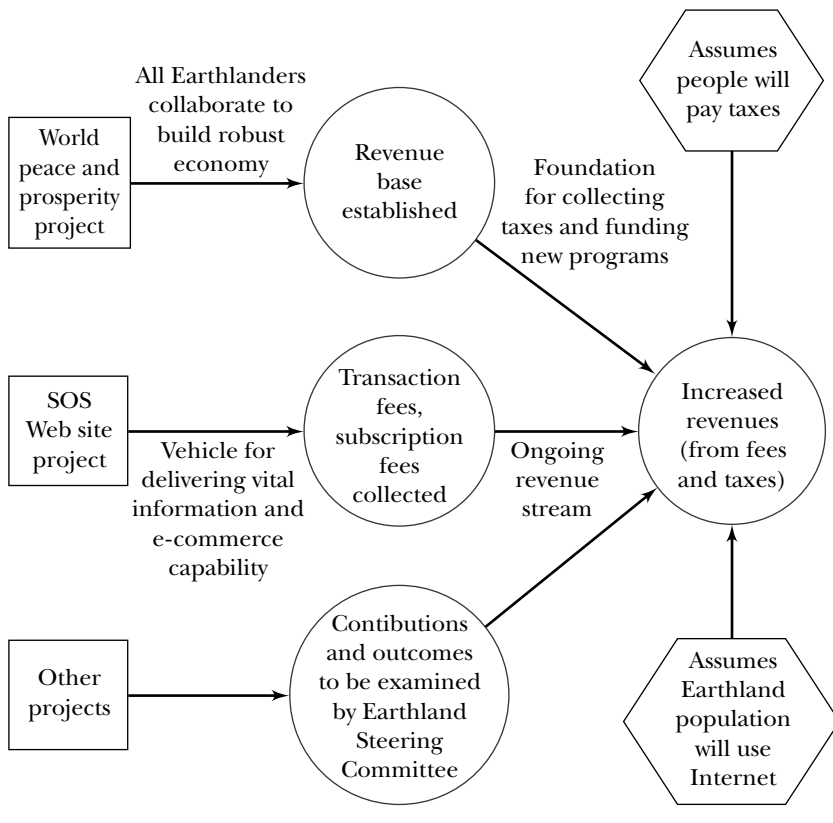 World
peace and
prosperity
project
All Earthlanders
collaborate to
build robust
economy
Revenue
base
established
Foundation
for collecting
taxes and funding
new programs
Assumes
people will
pay taxes
SOS
Web site
project
Vehicle for
delivering vital
information and
e-commerce
capability
Transaction
fees,
subscription
fees
collected
Ongoing
revenue
stream
Increased
revenues
(from fees
and taxes)
Other
projects
Contibutions
and outcomes
to be examined
by Earthland
Steering
Committee
Assumes
Earthland
population
will use
Internet